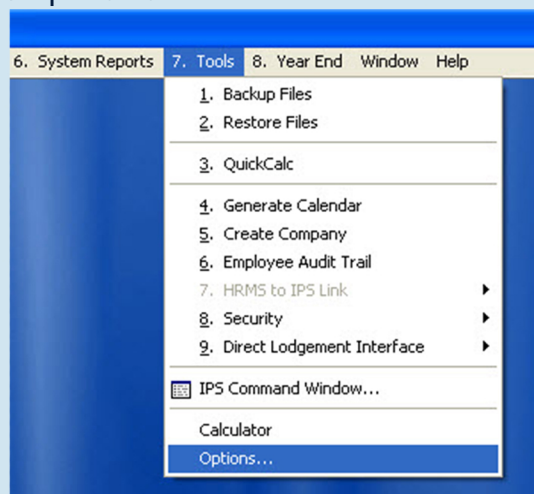 6. System Reports 7. Tools 8. Year End Window Help
1. Backup Files
2. Restore Files
3. QuickCalc
4. Generate Calendar
5. Create Company
6. Employee Audit Trail
7. HRMS to IPS Link
8. Security
9. Direct Lodgement Interface
IPS Command Window...
Calculator
Options...